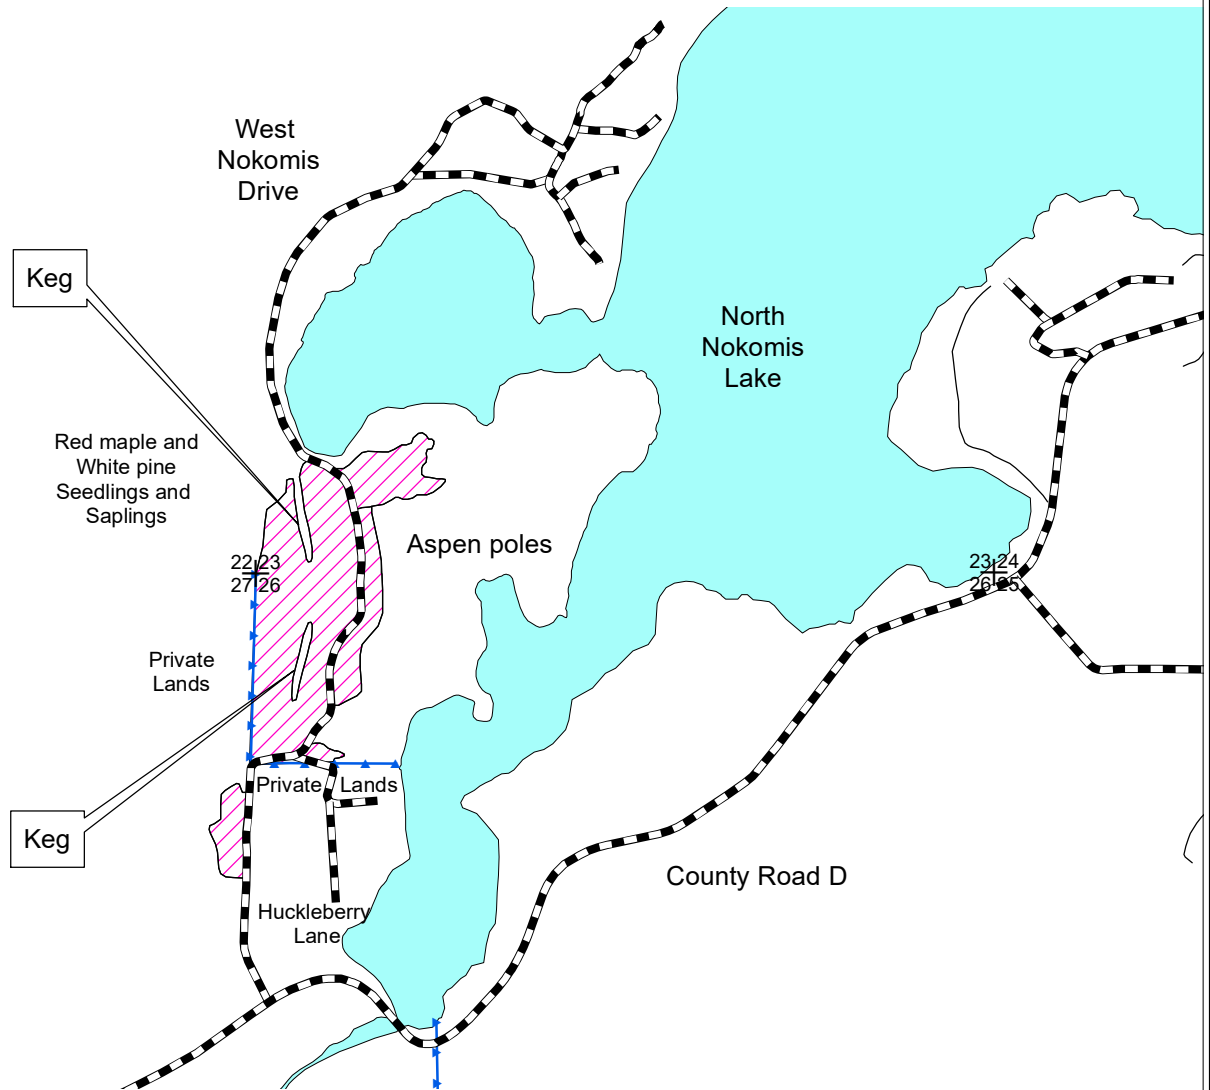 West
Nokomis
Drive
Keg
North
Nokomis
Lake
Red maple and
White pine
Seedlings and
Saplings
Aspen poles
22 23
27 26
23 24
26 25
Private
Lands
Private Lands
Keg
County Road D
Huckleberry
Lane